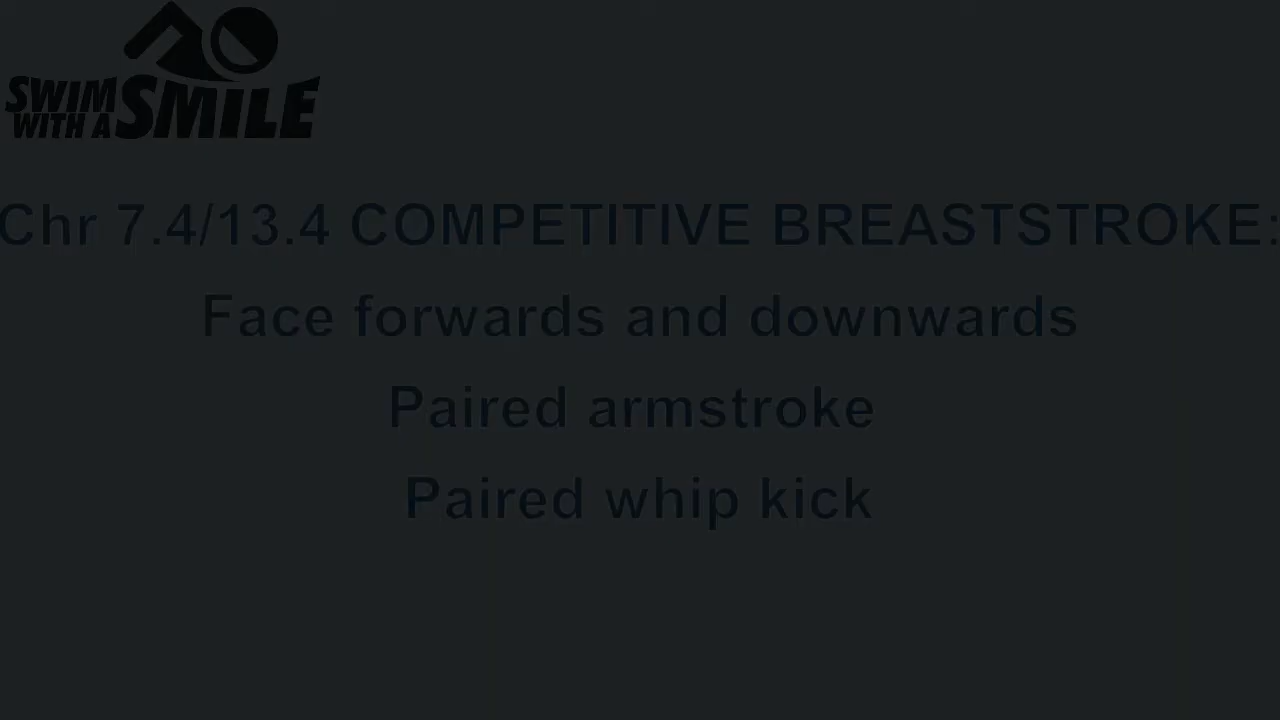 SWIM
WITH A SMILE
Chr 7.4/13.4 COMPETITIVE BREASTSTROKE:
Face forwards and downwards
Paired armstroke
Paired whip kick